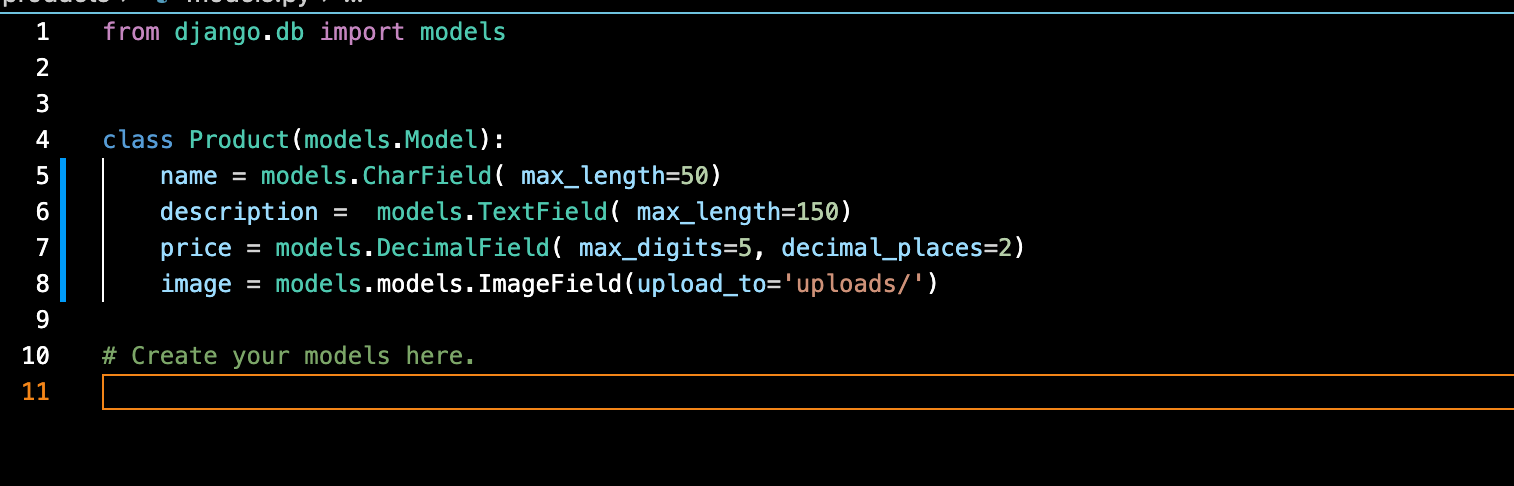 products models.py ...
1 from django.db import models
2
3
4 class Product(models.Model):
5 name = models.CharField( max_length=50)
6 description =  models.TextField( max_length=150)
7 price = models.DecimalField( max_digits=5, decimal_places=2)
8 image = models.models.ImageField(upload_to='uploads/')
9
10 # Create your models here.
11